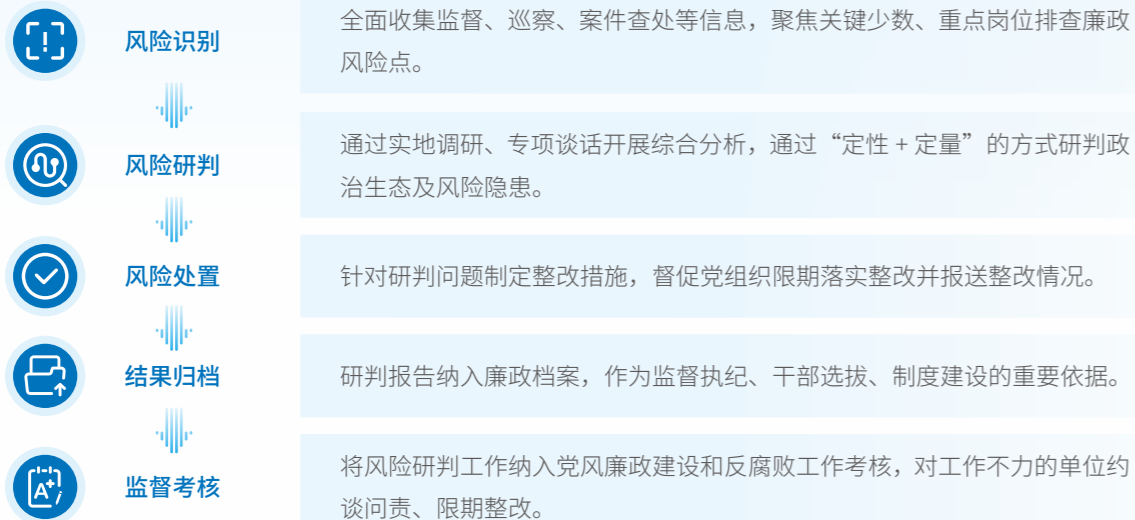 风险识别
全面收集监督、巡察、案件查处等信息，聚焦关键少数、重点岗位排查廉政
风险点。
风险研判
通过实地调研、专项谈话开展综合分析，通过“定性 + 定量”的方式研判政
治生态及风险隐患。
风险处置
针对研判问题制定整改措施，督促党组织限期落实整改并报送整改情况。
结果归档
研判报告纳入廉政档案，作为监督执纪、干部选拔、制度建设的重要依据。
A+
监督考核
将风险研判工作纳入党风廉政建设和反腐败工作考核，对工作不力的单位约
谈问责、限期整改。